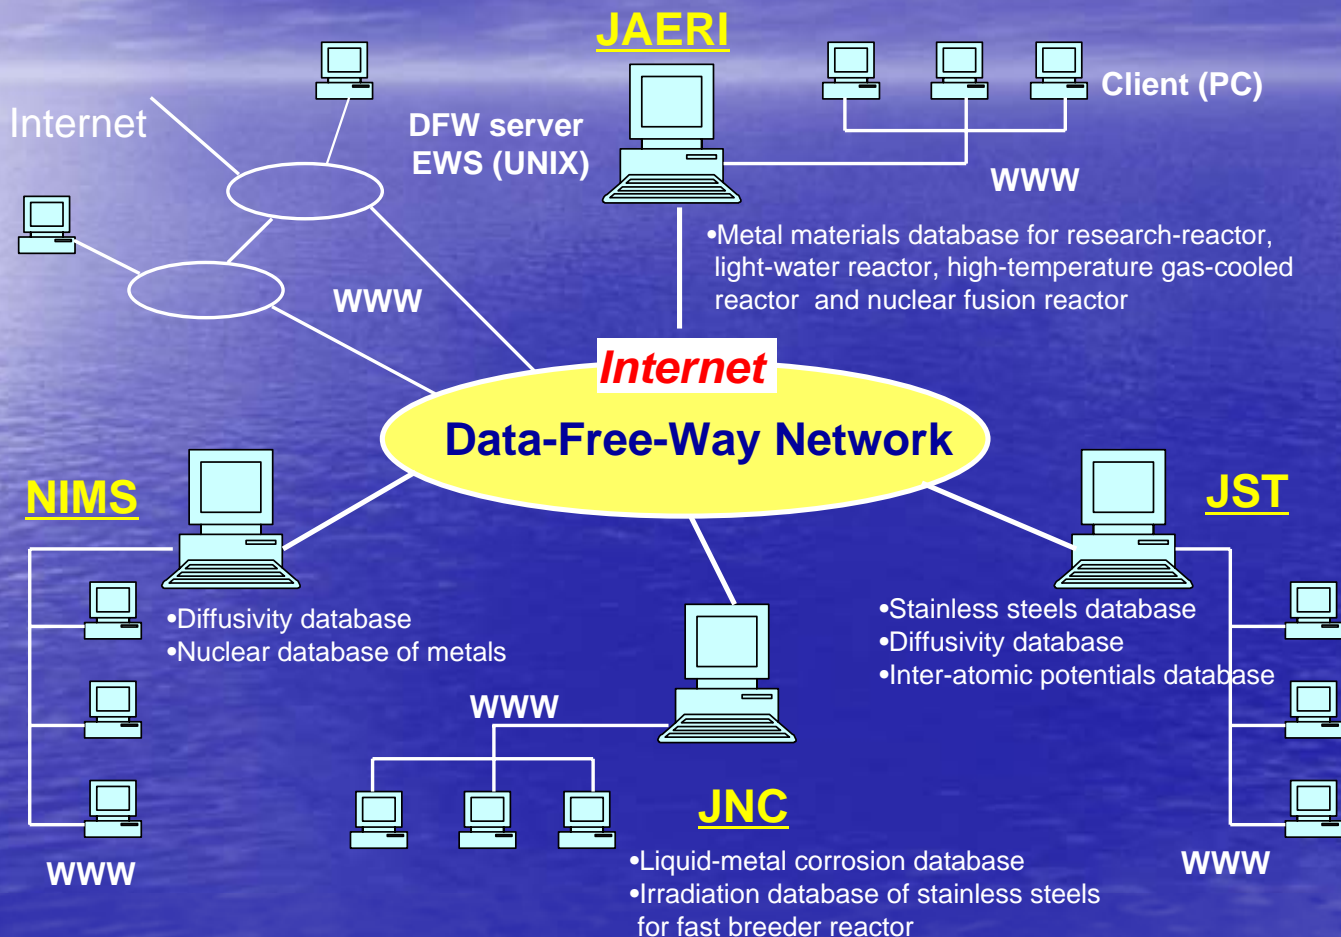 JAERI
Client (PC)
Internet
DFW server
EWS (UNIX)
WWW
•Metal materials database for research-reactor,
light-water reactor, high-temperature gas-cooled
reactor and nuclear fusion reactor
WWW
Internet
Data-Free-Way Network
NIMS
JST
•Diffusivity database
•Nuclear database of metals
•Stainless steels database
•Diffusivity database
•Inter-atomic potentials database
WWW
JNC
WWW
•Liquid-metal corrosion database
•Irradiation database of stainless steels
for fast breeder reactor
WWW